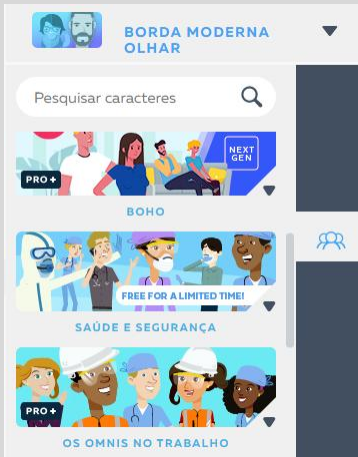 BORDA MODERNA
OLHAR
Pesquisar caracteres
NEXT
GEN
PRO+
BOHO
FREE FOR A LIMITED TIME!
SAÚDE E SEGURANÇA
PRO+
OS OMNIS NO TRABALHO